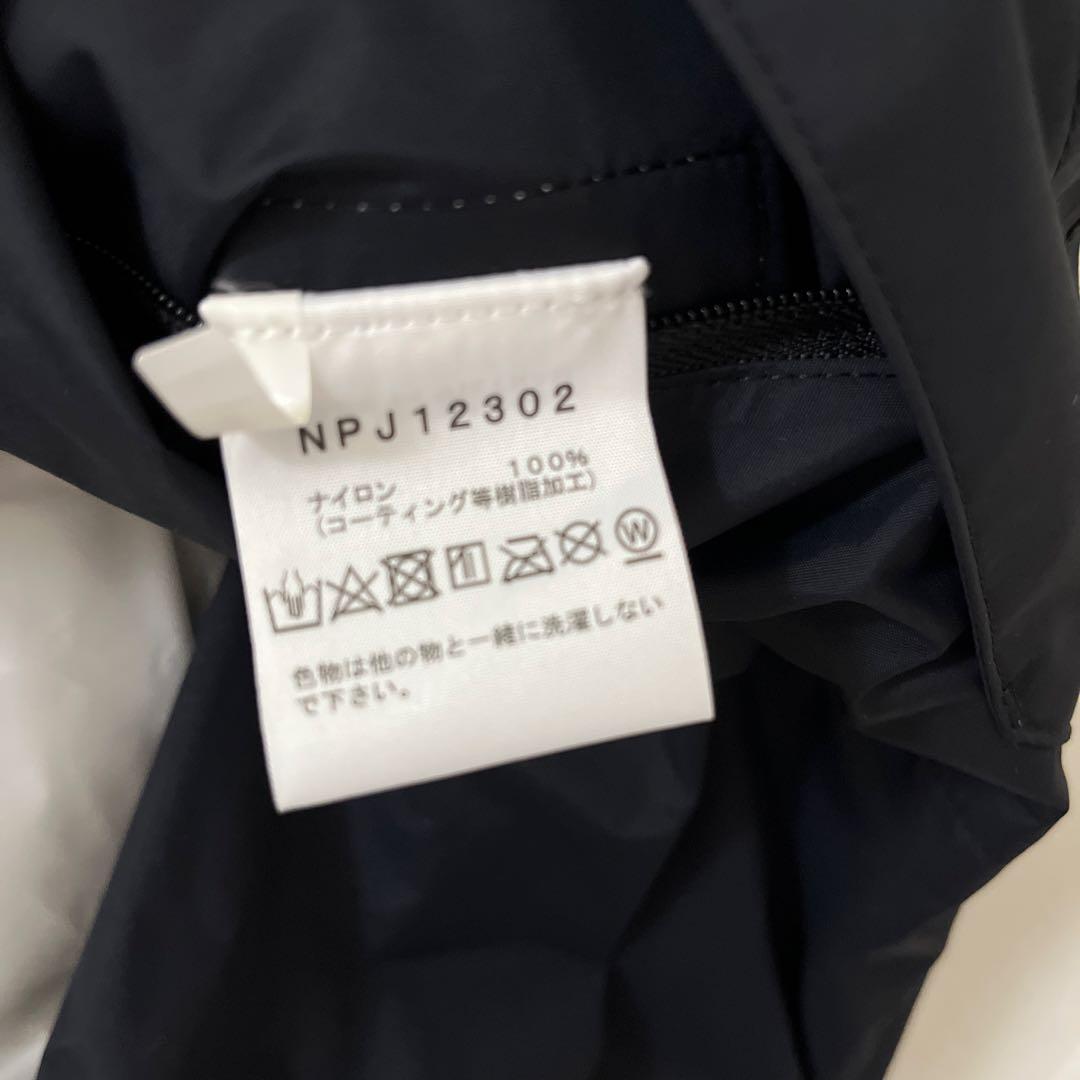 NPJ12302
ナイロン 100%
(コーティング等樹脂加工)
W
色物は他の物と一緒に洗濯しない
で下さい。